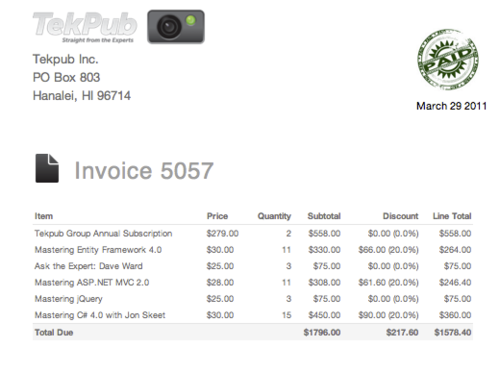 TekPub
Straight from the Experts
Tekpub Inc.
PO Box 803
Hanalei, HI 96714
PAID
March 29 2011
Invoice 5057
Item Price Quantity Subtotal Discount Line Total
Tekpub Group Annual Subscription $279.00 2 $558.00 $0.00 (0.0%) $558.00
Mastering Entity Framework 4.0 $30.00 11 $330.00 $66.00 (20.0%) $264.00
Ask the Expert: Dave Ward $25.00 3 $75.00 $0.00 (0.0%) $75.00
Mastering ASP.NET MVC 2.0 $28.00 11 $308.00 $61.60 (20.0%) $246.40
Mastering jQuery $25.00 3 $75.00 $0.00 (0.0%) $75.00
Mastering C# 4.0 with Jon Skeet $30.00 15 $450.00 $90.00 (20.0%) $360.00
Total Due $1796.00 $217.60 $1578.40